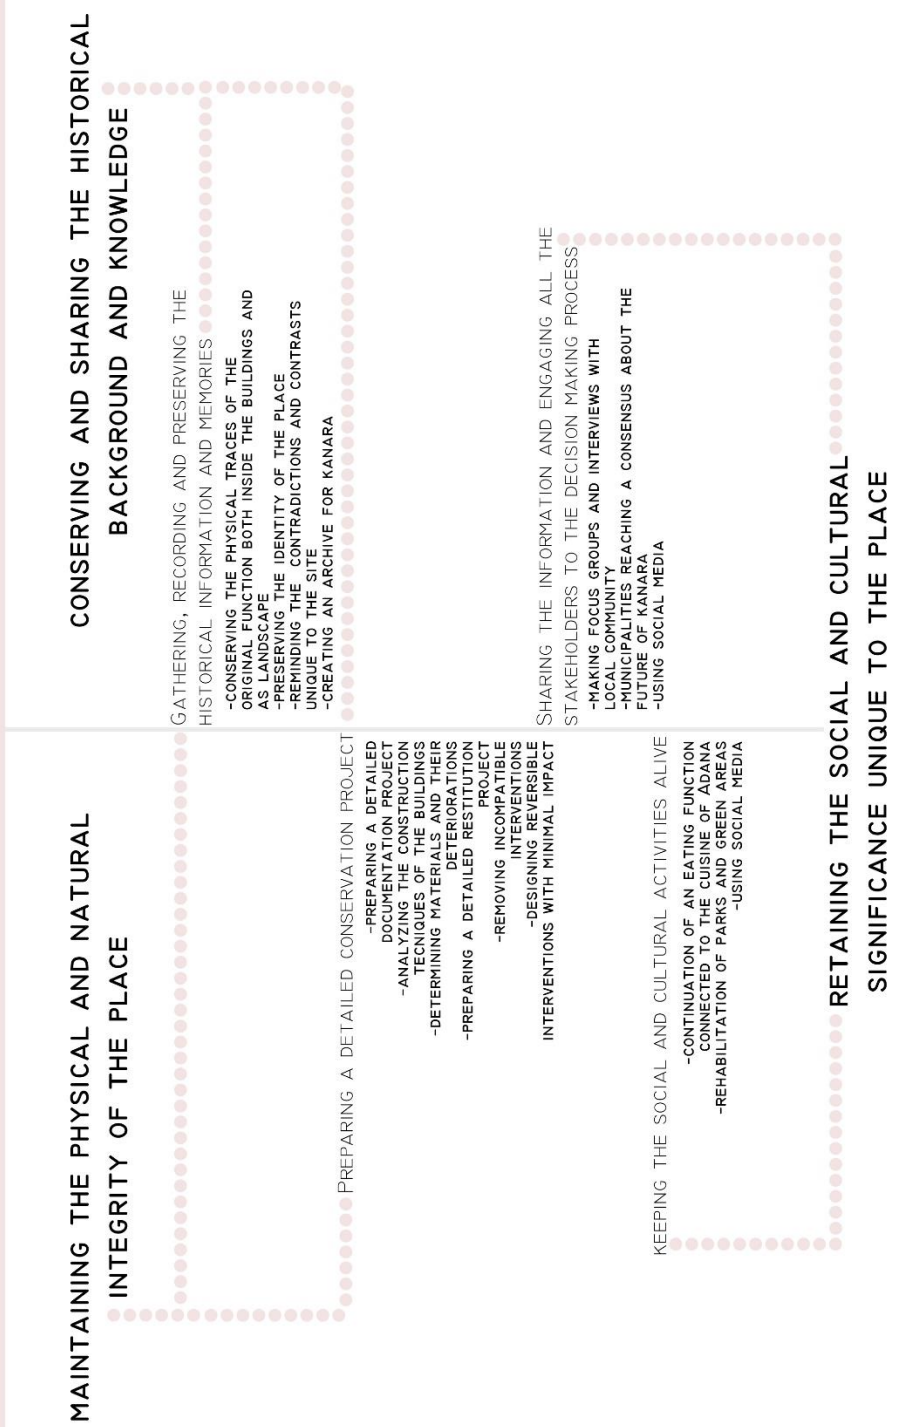 MAINTAINING THE PHYSICAL AND NATURAL
INTEGRITY OF THE PLACE
CONSERVING AND SHARING THE HISTORICAL
BACKGROUND AND KNOWLEDGE
GATHERING, RECORDING AND PRESERVING THE
HISTORICAL INFORMATION AND MEMORIES
-CONSERVING THE PHYSICAL TRACES OF THE
ORIGINAL FUNCTION BOTH INSIDE THE BUILDINGS AND
AS LANDSCAPE
-PRESERVING THE IDENTITY OF THE PLACE
-REMINDING THE CONTRADICTIONS AND CONTRASTS
UNIQUE TO THE SITE
-CREATING AN ARCHIVE FOR KANARA
PREPARING A DETAILED CONSERVATION PROJECT
-PREPARING A DETAILED
DOCUMENTATION PROJECT
-ANALYZING THE CONSTRUCTION
TECNIQUES OF THE BUILDINGS
-DETERMINING MATERIALS AND THEIR
DETERIORATIONS
-PREPARING A DETAILED RESTITUTION
PROJECT
-REMOVING INCOMPATIBLE
INTERVENTIONS
-DESIGNING REVERSIBLE
INTERVENTIONS WITH MINIMAL IMPACT
SHARING THE INFORMATION AND ENGAGING ALL THE
STAKEHOLDERS TO THE DECISION MAKING PROCESS
-MAKING FOCUS GROUPS AND INTERVIEWS WITH
LOCAL COMMUNITY
-MUNICIPALITIES REACHING A CONSENSUS ABOUT THE
FUTURE OF KANARA
-USING SOCIAL MEDIA
KEEPING THE SOCIAL AND CULTURAL ACTIVITIES ALIVE
-CONTINUATION OF AN EATING FUNCTION
CONNECTED TO THE CUISINE OF ADANA
-REHABILITATION OF PARKS AND GREEN AREAS
-USING SOCIAL MEDIA
RETAINING THE SOCIAL AND CULTURAL
SIGNIFICANCE UNIQUE TO THE PLACE